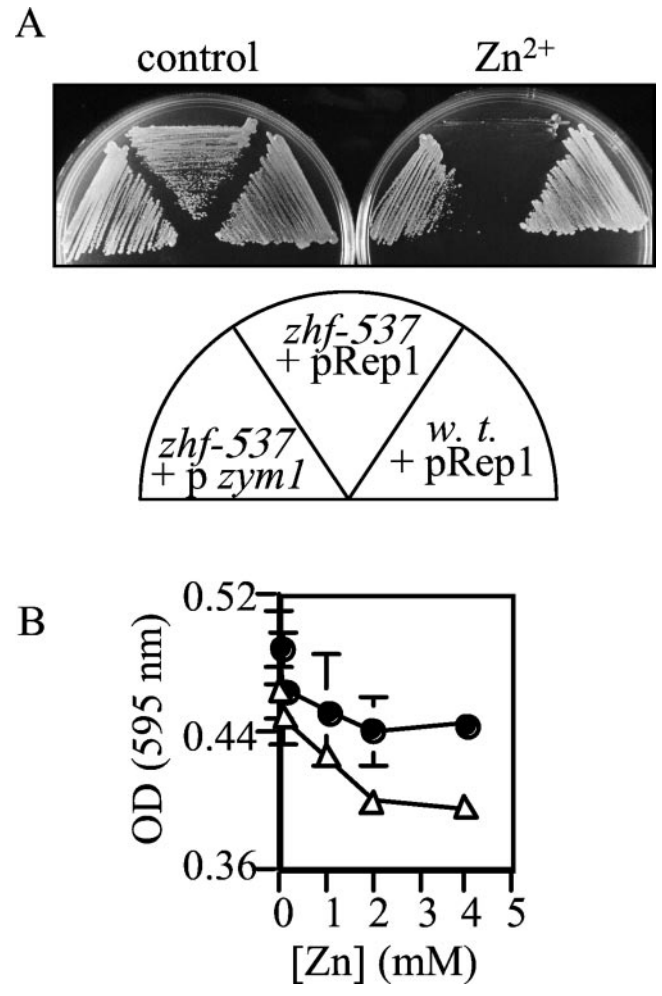 A
control Zn²⁺
zhf-537
+ pRep1
zhf-537
+ p zym1
w. t.
+ pRep1
B
OD (595 nm)
0.52
0.44
0.36
0 1 2 3 4 5
[Zn] (mM)